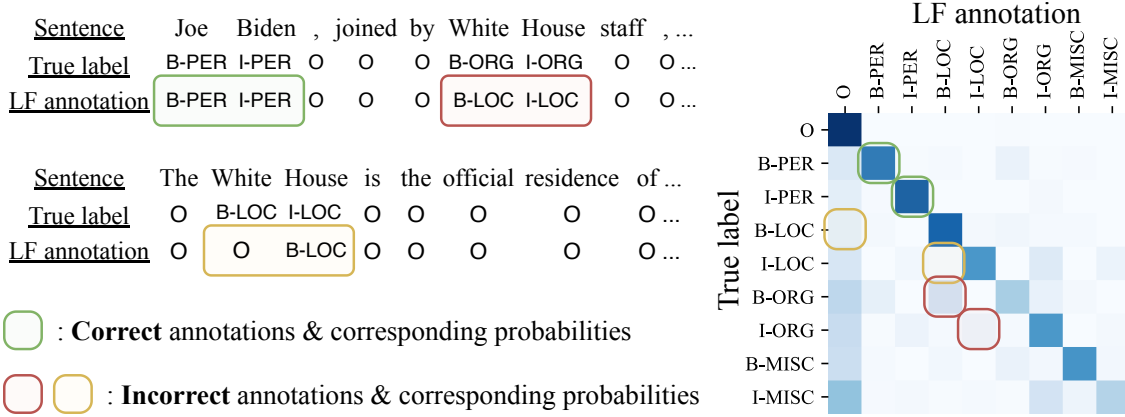 Sentence Joe Biden , joined by White House staff , ...
True label B-PER I-PER O O O B-ORG I-ORG O O ...
LF annotation B-PER I-PER O O O B-LOC I-LOC O O ...
Sentence The White House is the official residence of ...
True label O B-LOC I-LOC O O O O O ...
LF annotation O O B-LOC O O O O O ...
: Correct annotations & corresponding probabilities
: Incorrect annotations & corresponding probabilities
LF annotation
O B-PER I-PER B-LOC I-LOC B-ORG I-ORG B-MISC I-MISC
True label
O
B-PER
I-PER
B-LOC
I-LOC
B-ORG
I-ORG
B-MISC
I-MISC